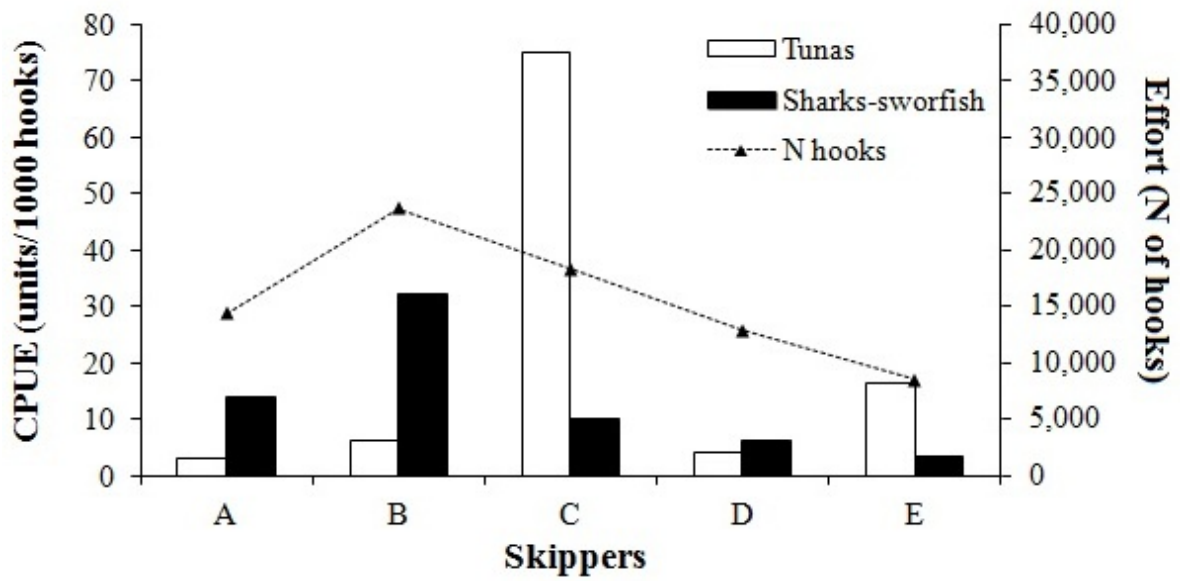 CPUE (units/1000 hooks)
80
70
60
50
40
30
20
10
0
Tunas
Sharks-sworfish
N hooks
40,000
35,000
30,000
25,000
20,000
15,000
10,000
5,000
0
Effort (N of hooks)
A B C D E
Skippers